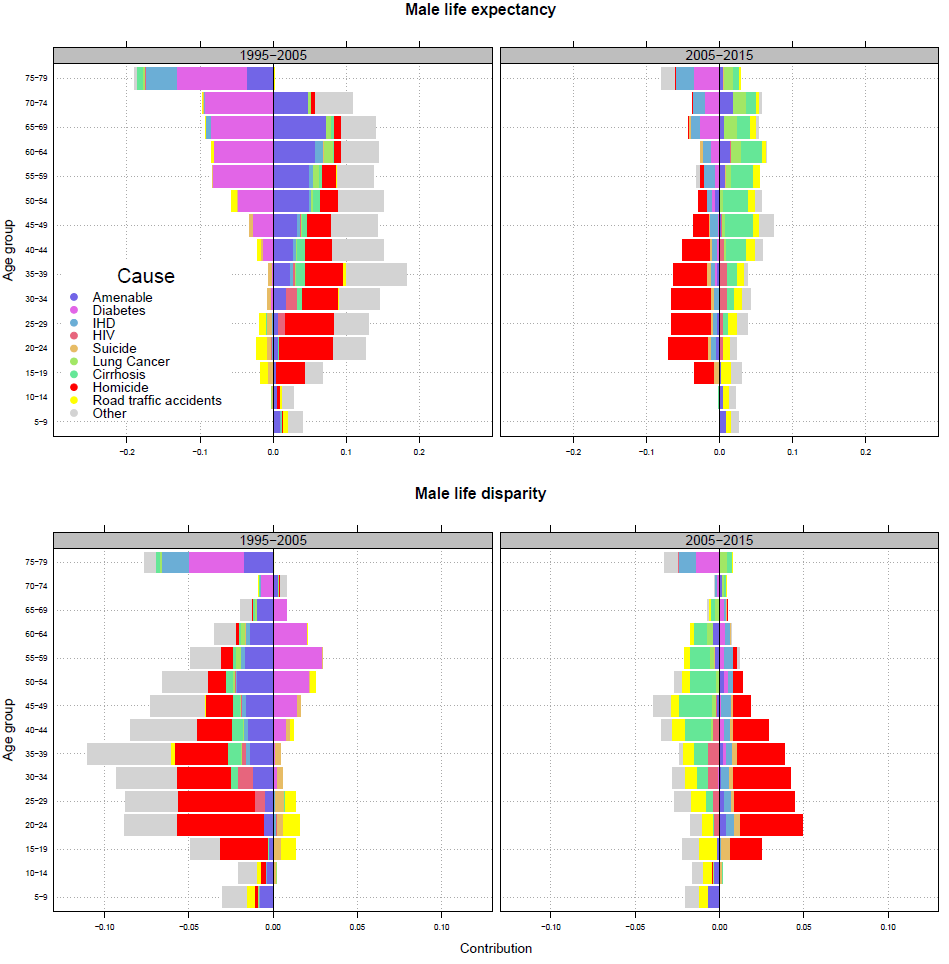 Male life expectancy
1995−2005
2005−2015
Age group
75−79
70−74
65−69
60−64
55−59
50−54
45−49
40−44
35−39
30−34
25−29
20−24
15−19
10−14
5−9
Cause
Amenable
Diabetes
IHD
HIV
Suicide
Lung Cancer
Cirrhosis
Homicide
Road traffic accidents
Other
−0.2 −0.1 0.0 0.1 0.2
−0.2 −0.1 0.0 0.1 0.2
Male life disparity
1995−2005
2005−2015
Age group
75−79
70−74
65−69
60−64
55−59
50−54
45−49
40−44
35−39
30−34
25−29
20−24
15−19
10−14
5−9
−0.10 −0.05 0.00 0.05 0.10
−0.10 −0.05 0.00 0.05 0.10
Contribution